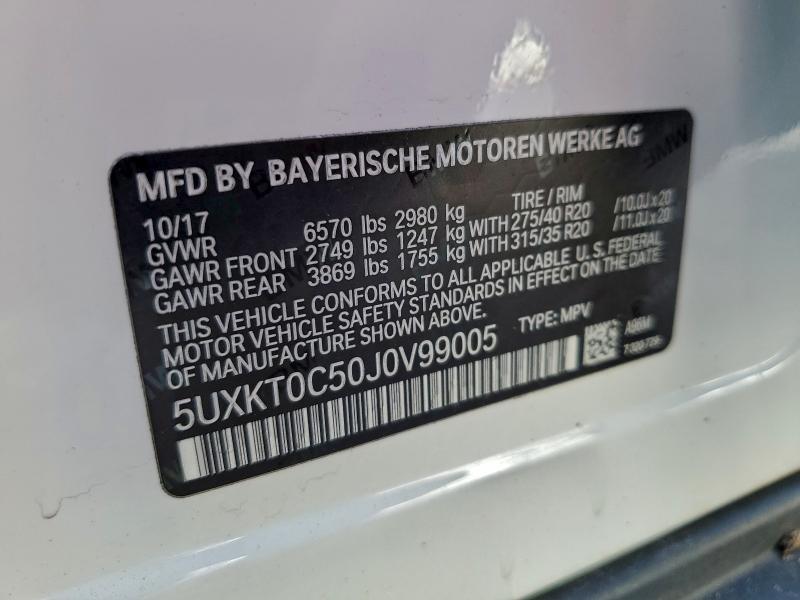 MFD BY BAYERISCHE MOTOREN WERKE AG
10/17 TIRE / RIM
GVWR 6570 lbs 2980 kg
GAWR FRONT 2749 lbs 1247 kg WITH 275/40 R20 /10.0J x 20
GAWR REAR 3869 lbs 1755 kg WITH 315/35 R20 /11.0J x 20
THIS VEHICLE CONFORMS TO ALL APPLICABLE U. S. FEDERAL
MOTOR VEHICLE SAFETY STANDARDS IN EFFECT ON THE DATE
OF MANUFACTURE SHOWN ABOVE.
5UXKT0C50J0V99005 TYPE: MPV A96M